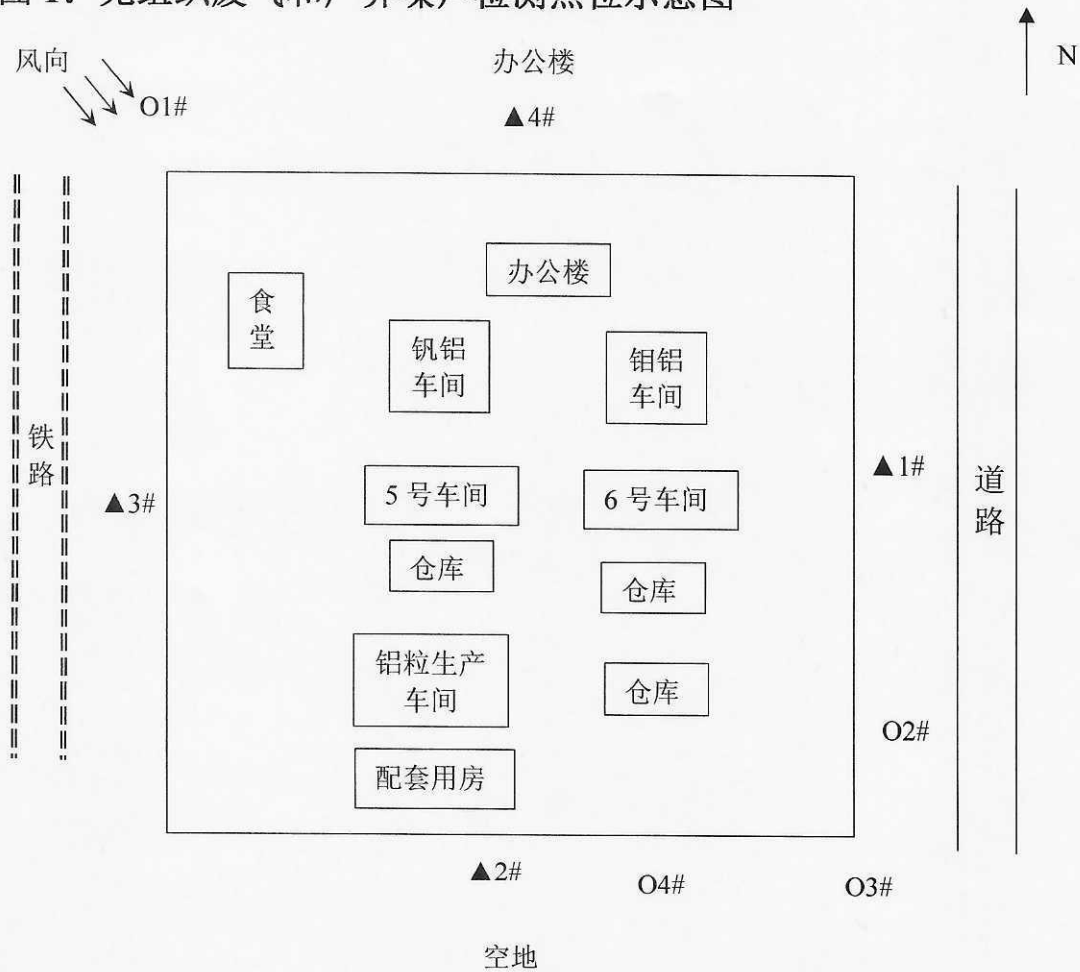 风向
办公楼
N
O1#
▲4#
办公楼
食
堂
钒铝
车间
钼铝
车间
铁
路
▲1#
道
路
5 号车间
6 号车间
▲3#
仓库
仓库
铝粒生产
车间
仓库
O2#
配套用房
▲2#
O4#
O3#
空地